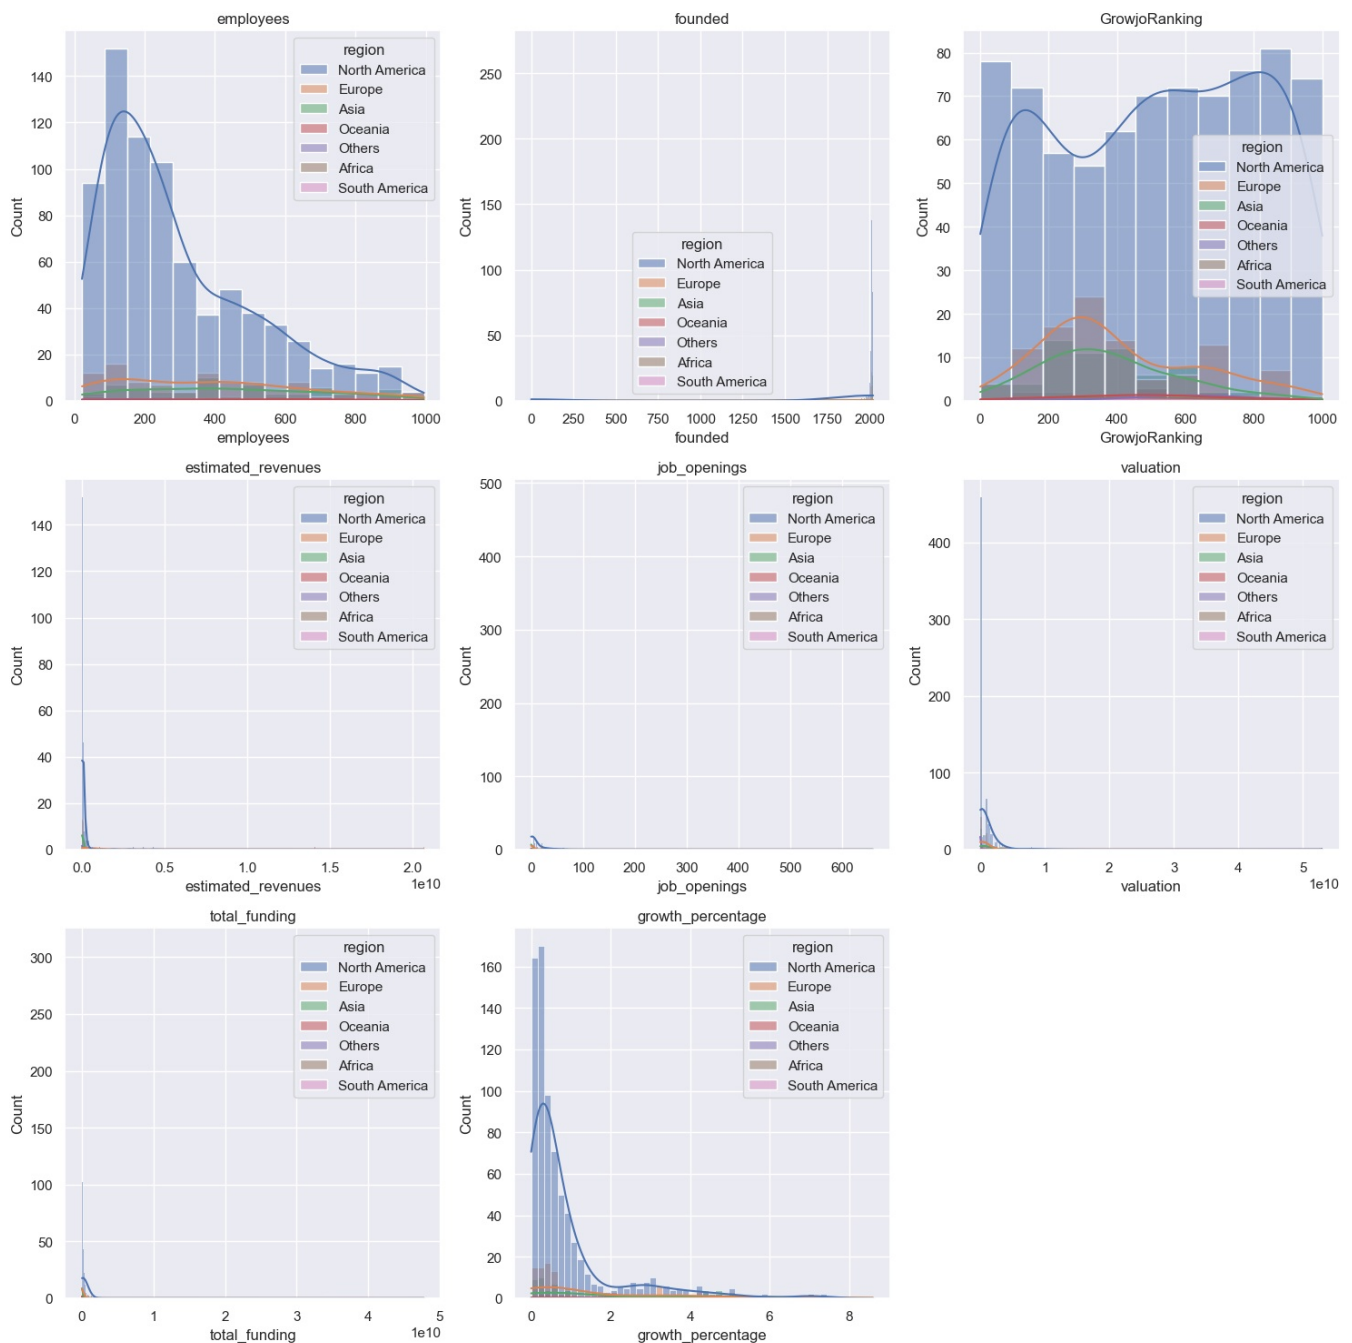 employees
Count
140
120
100
80
60
40
20
0
region
North America
Europe
Asia
Oceania
Others
Africa
South America
0 200 400 600 800 1000
employees
founded
Count
250
200
150
100
50
0
region
North America
Europe
Asia
Oceania
Others
Africa
South America
0 250 500 750 1000 1250 1500 1750 2000
founded
GrowjoRanking
Count
80
70
60
50
40
30
20
10
0
region
North America
Europe
Asia
Oceania
Others
Africa
South America
0 200 400 600 800 1000
GrowjoRanking
estimated_revenues
Count
140
120
100
80
60
40
20
0
region
North America
Europe
Asia
Oceania
Others
Africa
South America
0.0 0.5 1.0 1.5 2.0
1e10
estimated_revenues
job_openings
Count
500
400
300
200
100
0
region
North America
Europe
Asia
Oceania
Others
Africa
South America
0 100 200 300 400 500 600
job_openings
valuation
Count
400
300
200
100
0
region
North America
Europe
Asia
Oceania
Others
Africa
South America
0 1 2 3 4 5
1e10
valuation
total_funding
Count
300
250
200
150
100
50
0
region
North America
Europe
Asia
Oceania
Others
Africa
South America
0 1 2 3 4 5
1e10
total_funding
growth_percentage
Count
160
140
120
100
80
60
40
20
0
region
North America
Europe
Asia
Oceania
Others
Africa
South America
0 2 4 6 8
growth_percentage